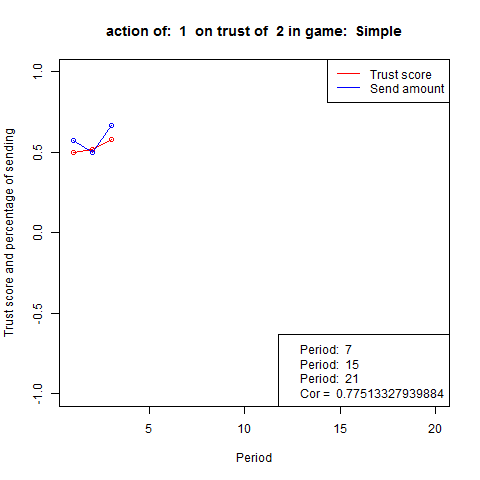 action of:  1  on trust of  2 in game:  Simple
Trust score
Send amount
Trust score and percentage of sending
1.0
0.5
0.0
-0.5
-1.0
Period:  7
Period:  15
Period:  21
Cor =  0.77513327939884
5
10
15
20
Period